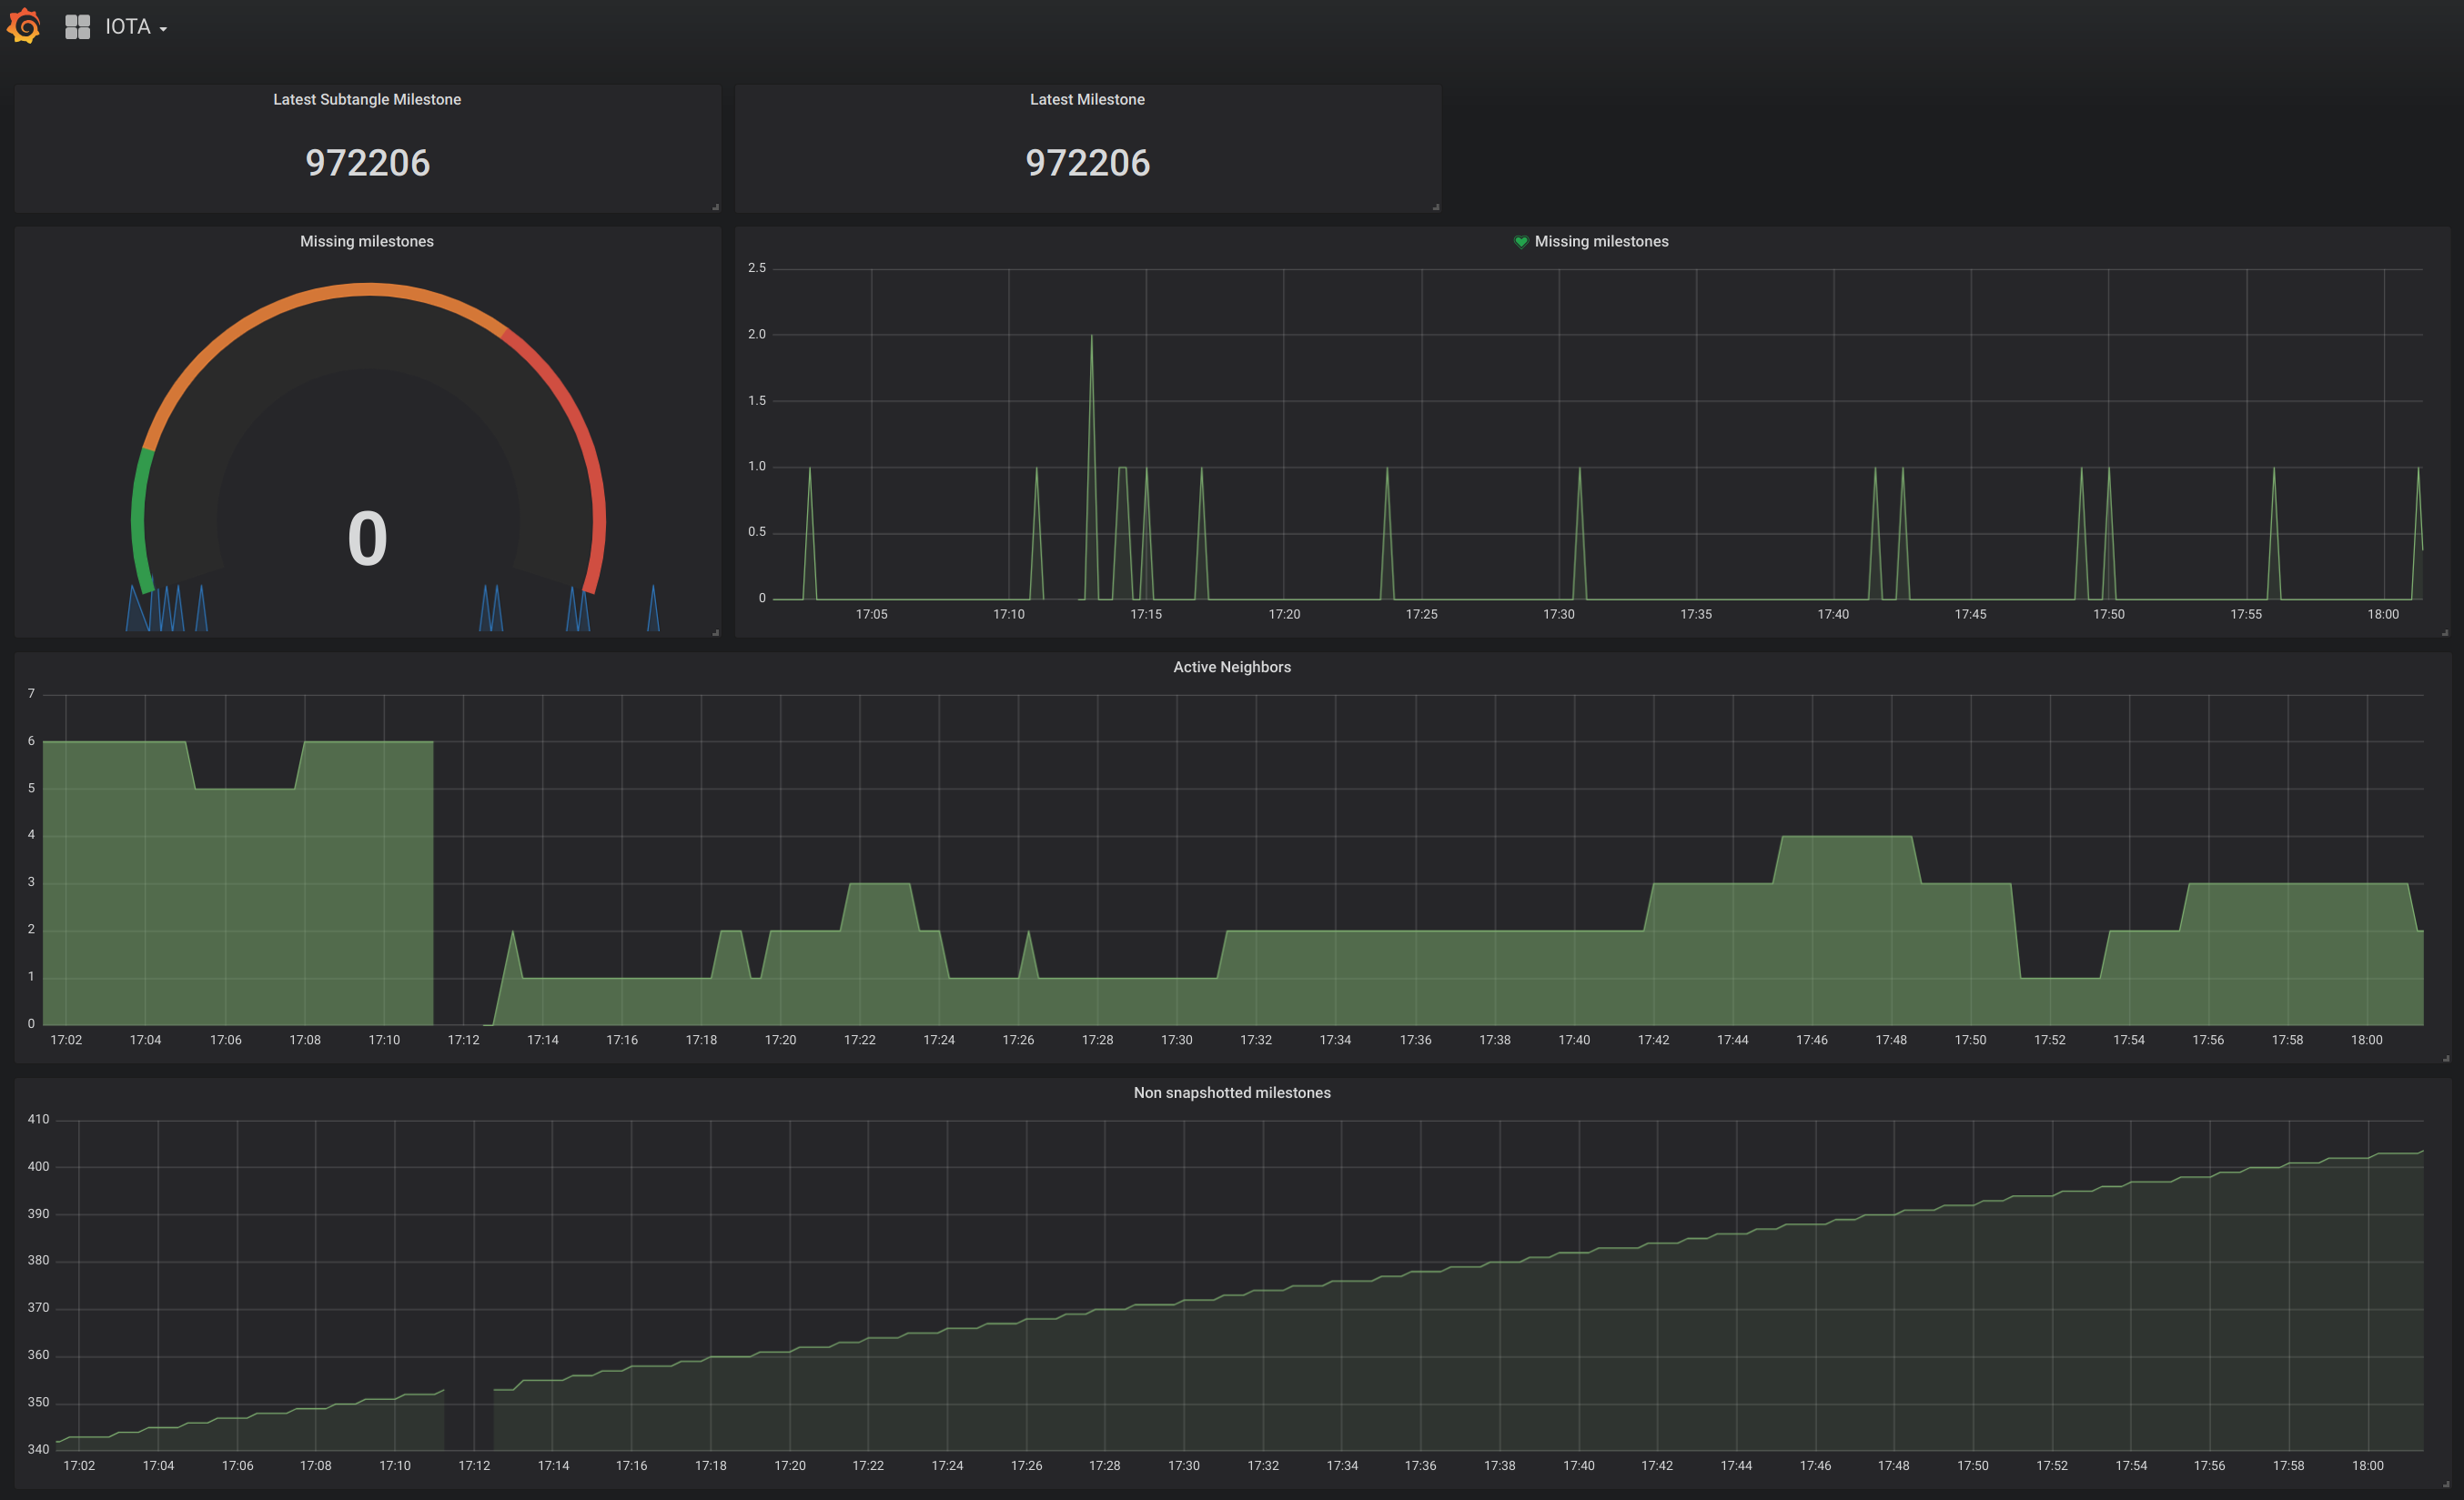 IOTA
Latest Subtangle Milestone
972206
Latest Milestone
972206
Missing milestones
0
Missing milestones
2.5
2.0
1.5
1.0
0.5
0
17:05 17:10 17:15 17:20 17:25 17:30 17:35 17:40 17:45 17:50 17:55 18:00
Active Neighbors
7
6
5
4
3
2
1
0
17:02 17:04 17:06 17:08 17:10 17:12 17:14 17:16 17:18 17:20 17:22 17:24 17:26 17:28 17:30 17:32 17:34 17:36 17:38 17:40 17:42 17:44 17:46 17:48 17:50 17:52 17:54 17:56 17:58 18:00
Non snapshotted milestones
410
400
390
380
370
360
350
340
17:02 17:04 17:06 17:08 17:10 17:12 17:14 17:16 17:18 17:20 17:22 17:24 17:26 17:28 17:30 17:32 17:34 17:36 17:38 17:40 17:42 17:44 17:46 17:48 17:50 17:52 17:54 17:56 17:58 18:00